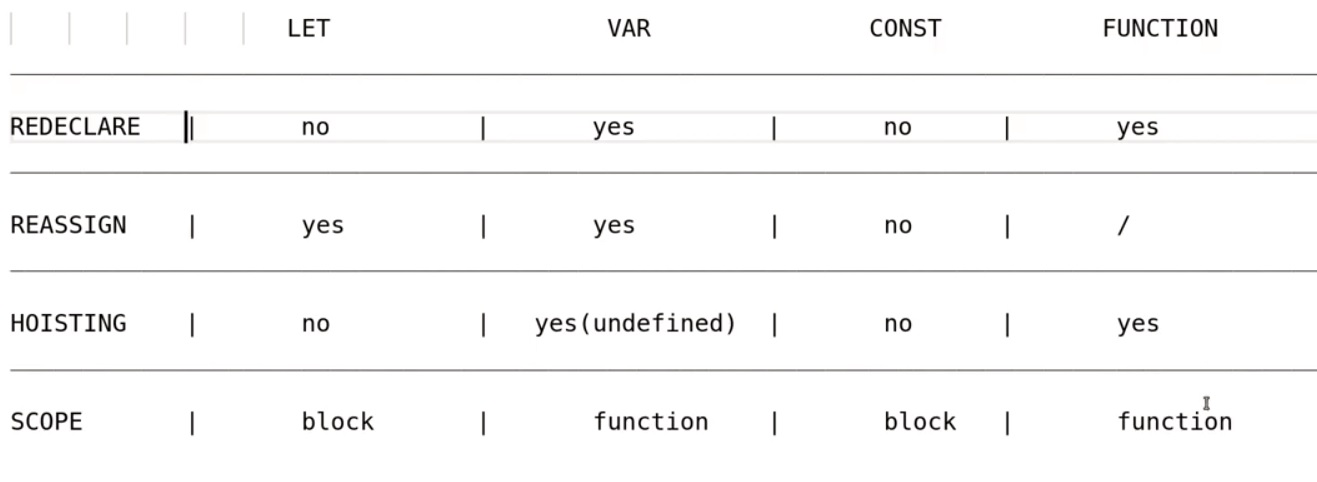 LET VAR CONST FUNCTION
REDECLARE | no | yes | no | yes
REASSIGN | yes | yes | no | /
HOISTING | no | yes(undefined) | no | yes
SCOPE | block | function | block | function